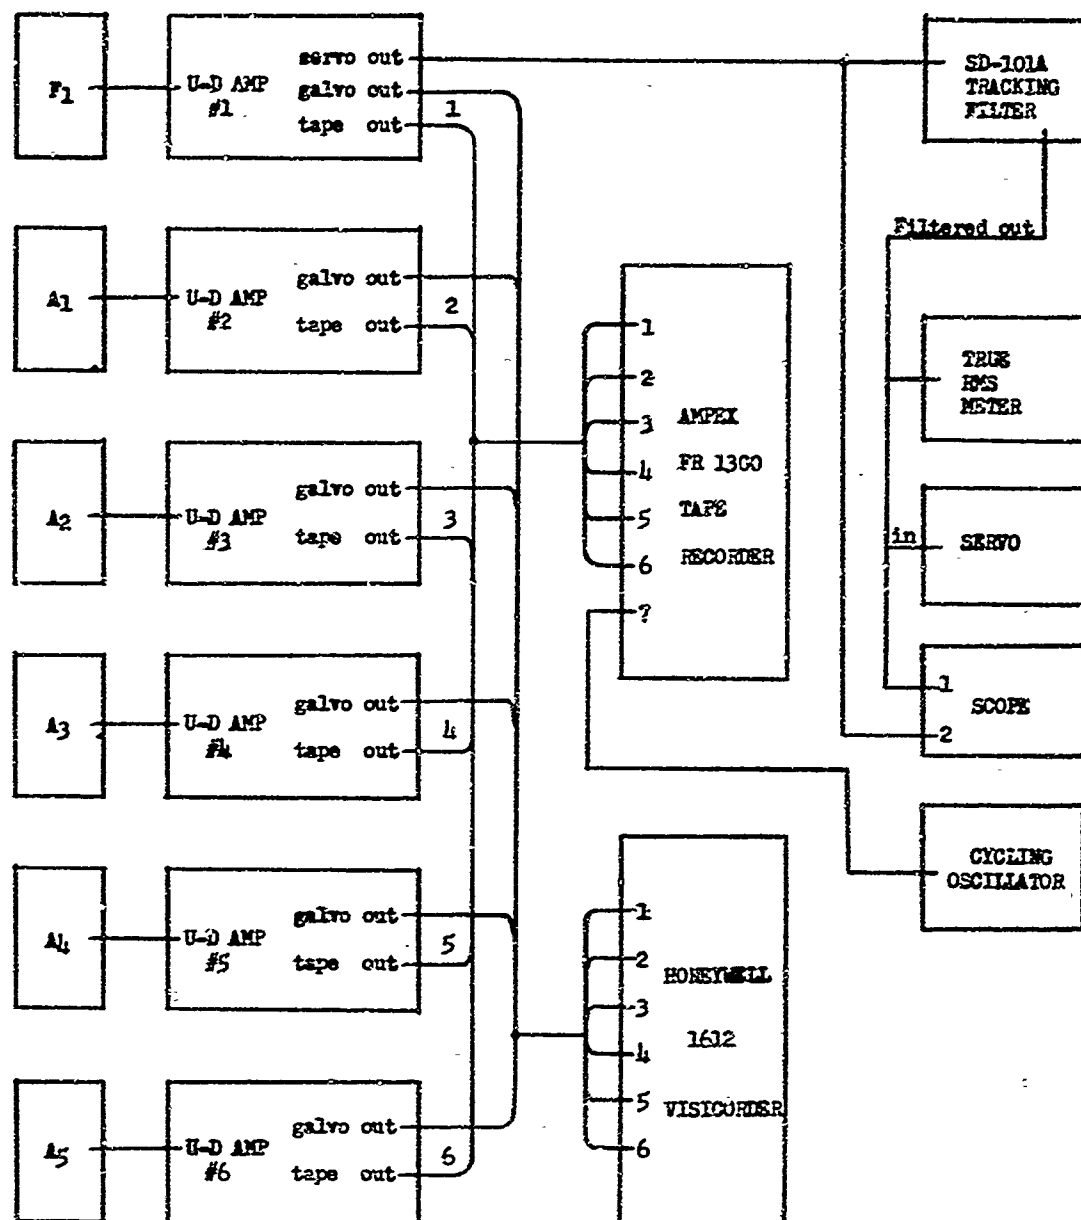 F1
U-D AMP
#1
servo out
galvo out
tape out
1
A1
U-D AMP
#2
galvo out
tape out
2
A2
U-D AMP
#3
galvo out
tape out
3
A3
U-D AMP
#4
galvo out
tape out
4
A4
U-D AMP
#5
galvo out
tape out
5
A5
U-D AMP
#6
galvo out
tape out
6
1
2
3
4
5
6
7
AMPEX
FR 1300
TAPE
RECORDER
1
2
3
4
5
6
HONEYWELL
1612
VISICORDER
SD-101A
TRACKING
FILTER
Filtered out
TRUE
RMS
METER
in
SERVO
1
2
SCOPE
CYCLING
OSCILLATOR